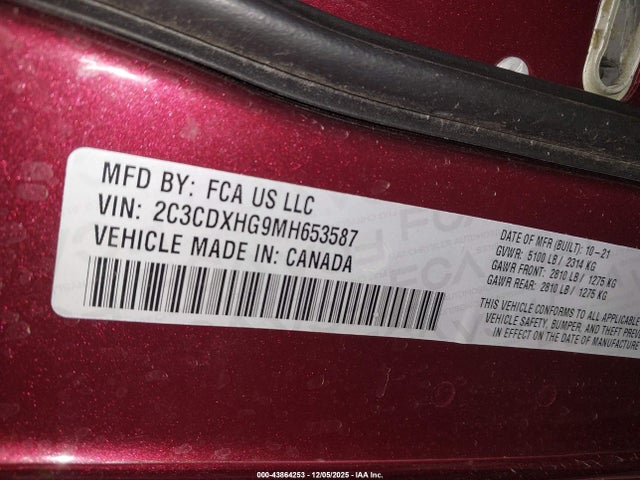 MFD BY: FCA US LLC
VIN: 2C3CDXHG9MH653587
VEHICLE MADE IN: CANADA
DATE OF MFR (BUILT): 10-21
GVWR: 5100 LB / 2314 KG
GAWR FRONT: 2810 LB / 1275 KG
GAWR REAR: 2810 LB / 1275 KG
THIS VEHICLE CONFORMS TO ALL APPLICABLE
VEHICLE SAFETY, BUMPER, AND THEFT PREV
IN EFFECT ON THE DATE OF MANUFACTURE
© 00-43864253 - 12/05/2025 - IAA, Inc.